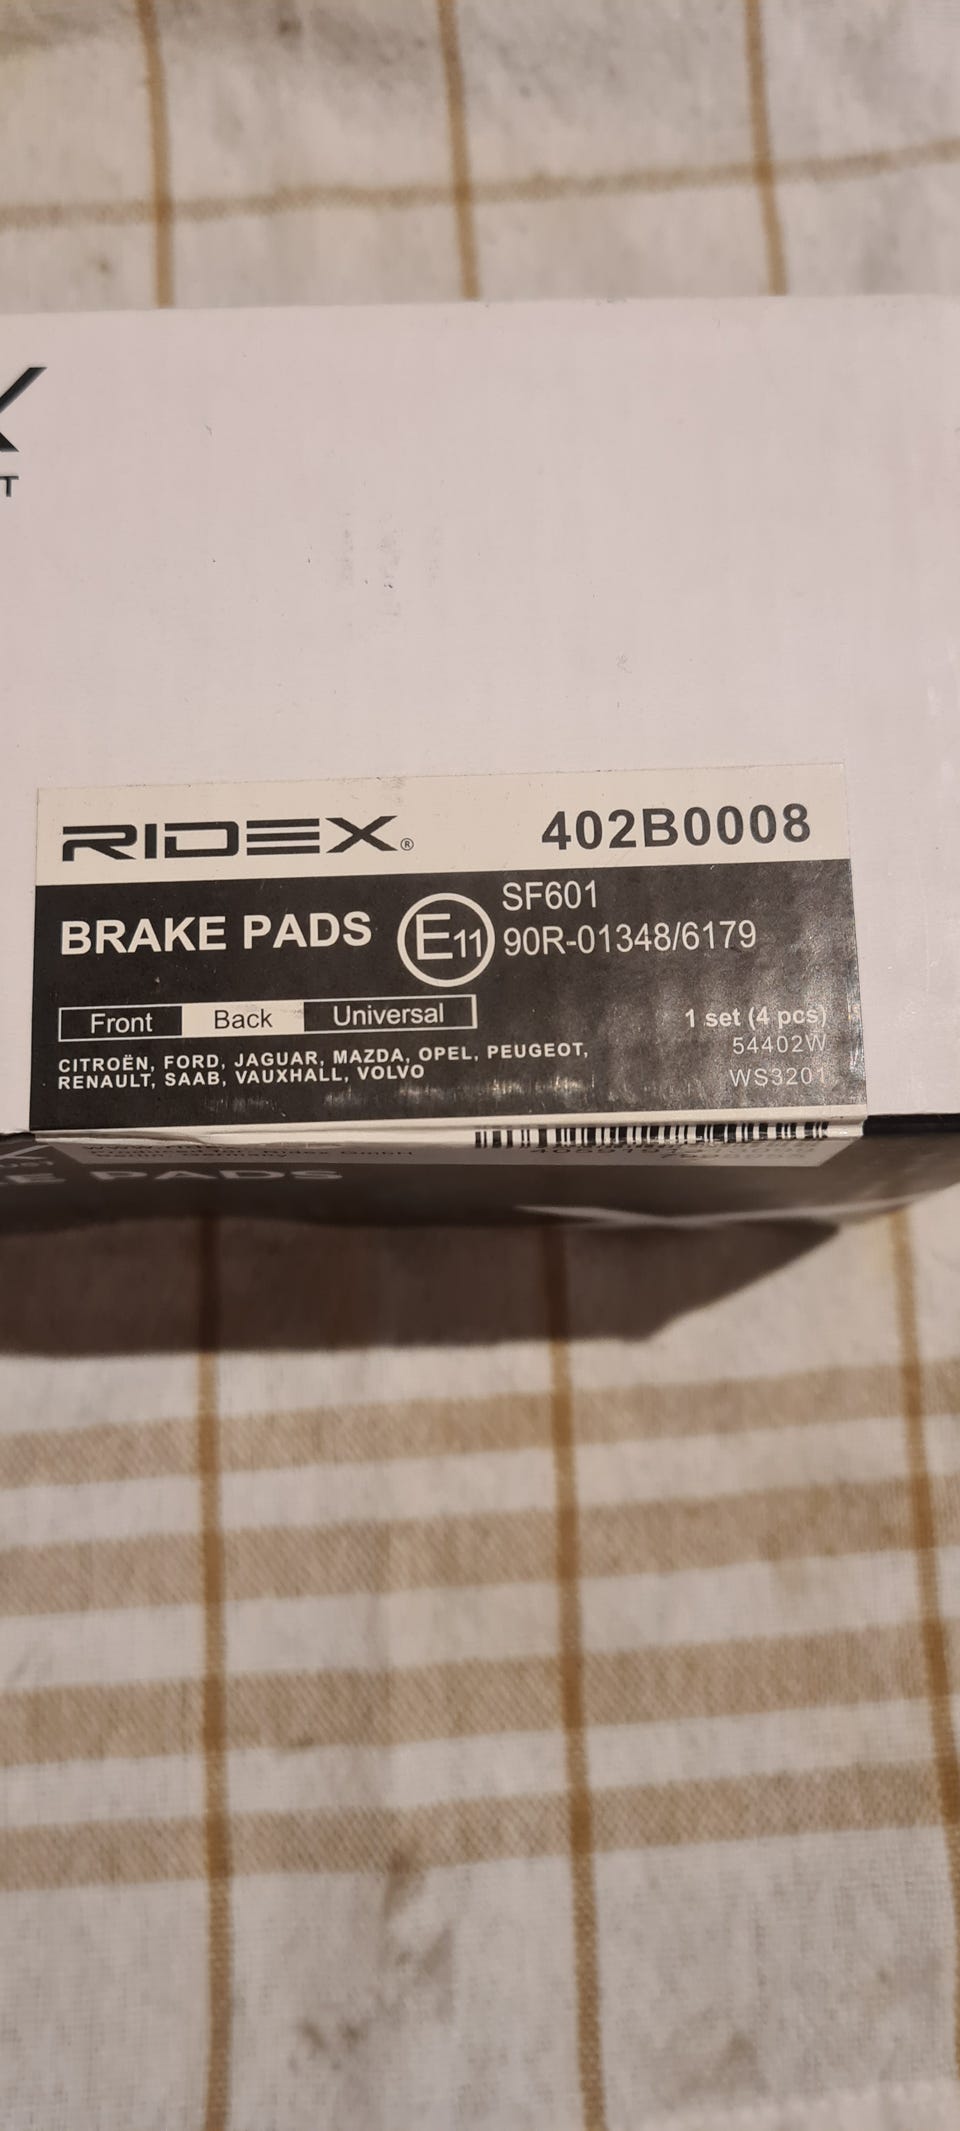 X
T
RIDEX®
402B0008
BRAKE PADS
E11
SF601
90R-01348/6179
Front Back Universal
1 set (4 pcs)
54402W
WS3201
CITROËN, FORD, JAGUAR, MAZDA, OPEL, PEUGEOT,
RENAULT, SAAB, VAUXHALL, VOLVO
PADS